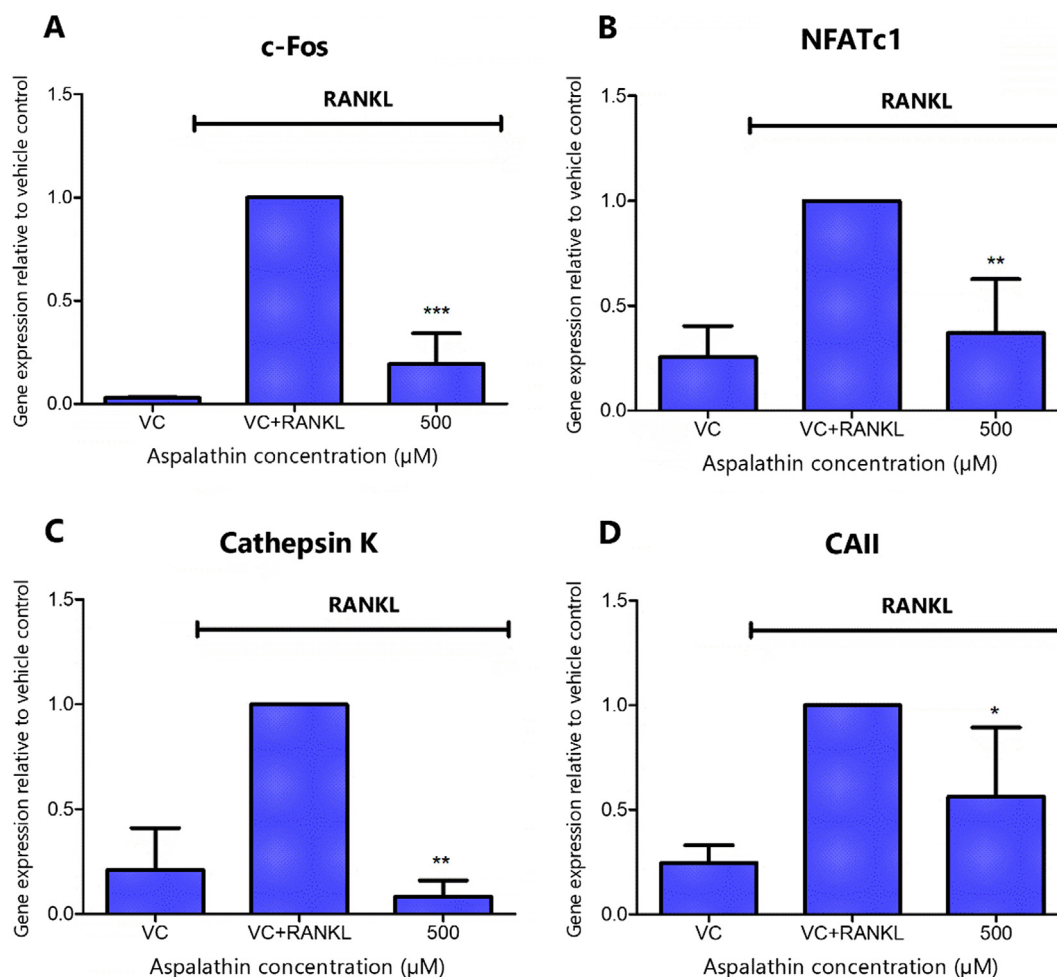 A
c-Fos
Gene expression relative to vehicle control
1.5
1.0
0.5
0.0
RANKL
***
VC
VC+RANKL
500
Aspalathin concentration (µM)
B
NFATc1
Gene expression relative to vehicle control
1.5
1.0
0.5
0.0
RANKL
**
VC
VC+RANKL
500
Aspalathin concentration (µM)
C
Cathepsin K
Gene expression relative to vehicle control
1.5
1.0
0.5
0.0
RANKL
**
VC
VC+RANKL
500
Aspalathin concentration (µM)
D
CAII
Gene expression relative to vehicle control
1.5
1.0
0.5
0.0
RANKL
*
VC
VC+RANKL
500
Aspalathin concentration (µM)